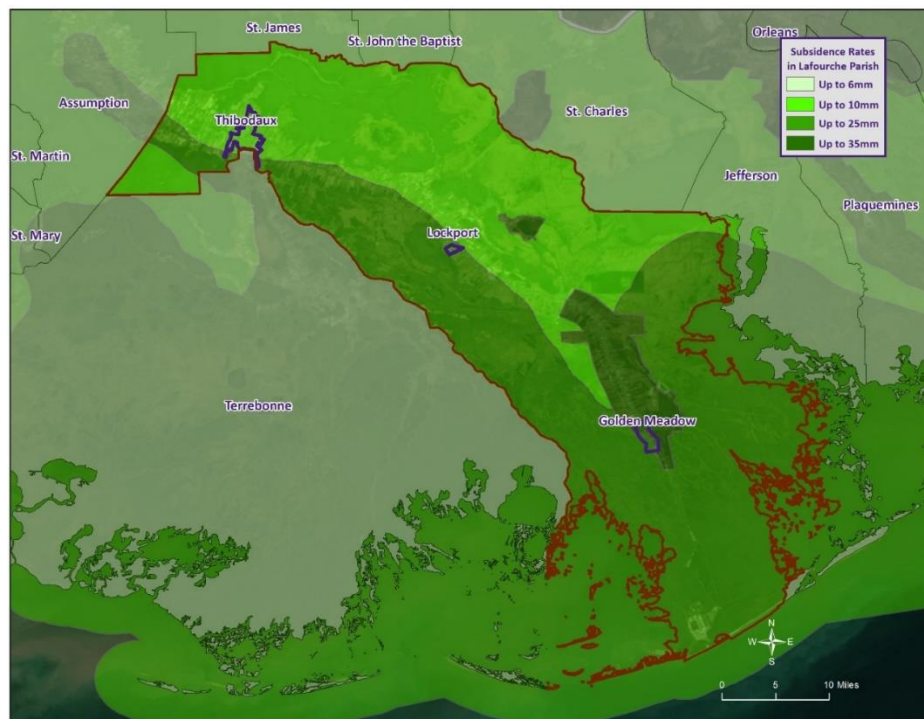 St. James
St. John the Baptist
Orleans
Subsidence Rates
in Lafourche Parish
Up to 6mm
Up to 10mm
Up to 25mm
Up to 35mm
Assumption
St. Charles
Thibodaux
St. Martin
Jefferson
Plaquemines
St. Mary
Lockport
Terrebonne
Golden Meadow
N
W E
S
0 5 10 Miles